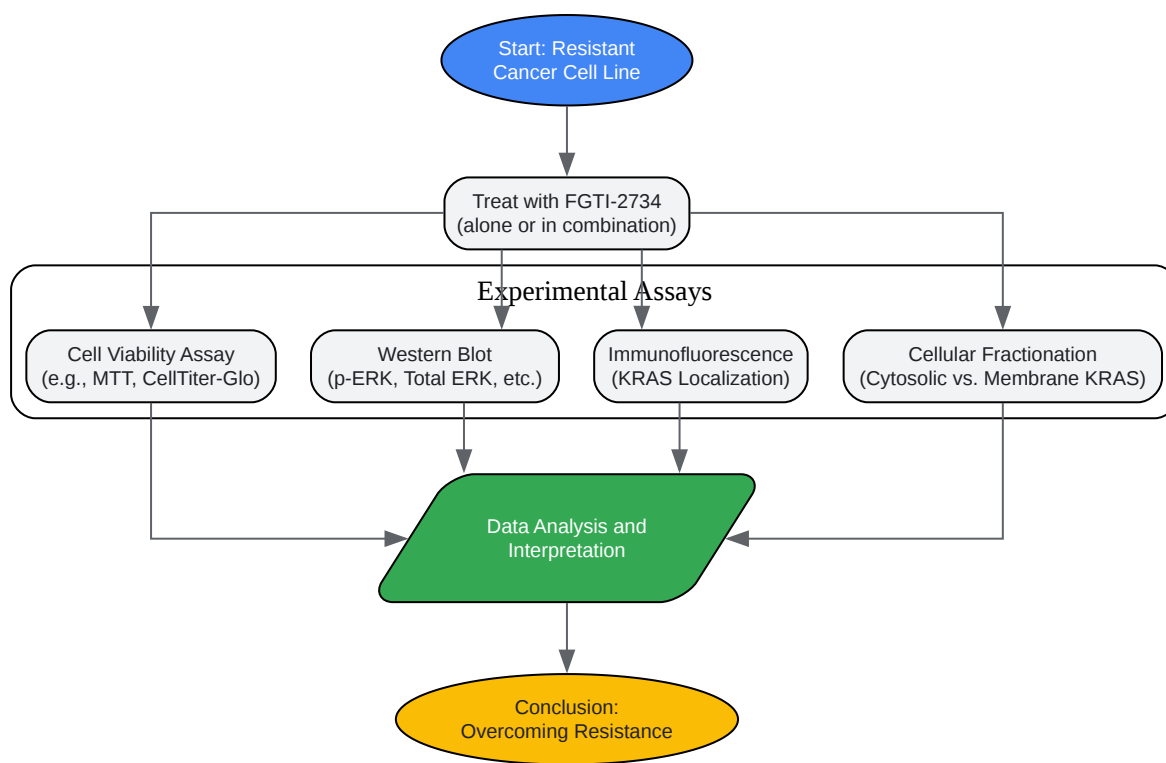 Start: Resistant
Cancer Cell Line
Treat with FGTI-2734
(alone or in combination)
Experimental Assays
Cell Viability Assay
(e.g., MTT, CellTiter-Glo)
Western Blot
(p-ERK, Total ERK, etc.)
Immunofluorescence
(KRAS Localization)
Cellular Fractionation
(Cytosolic vs. Membrane KRAS)
Data Analysis and
Interpretation
Conclusion:
Overcoming Resistance